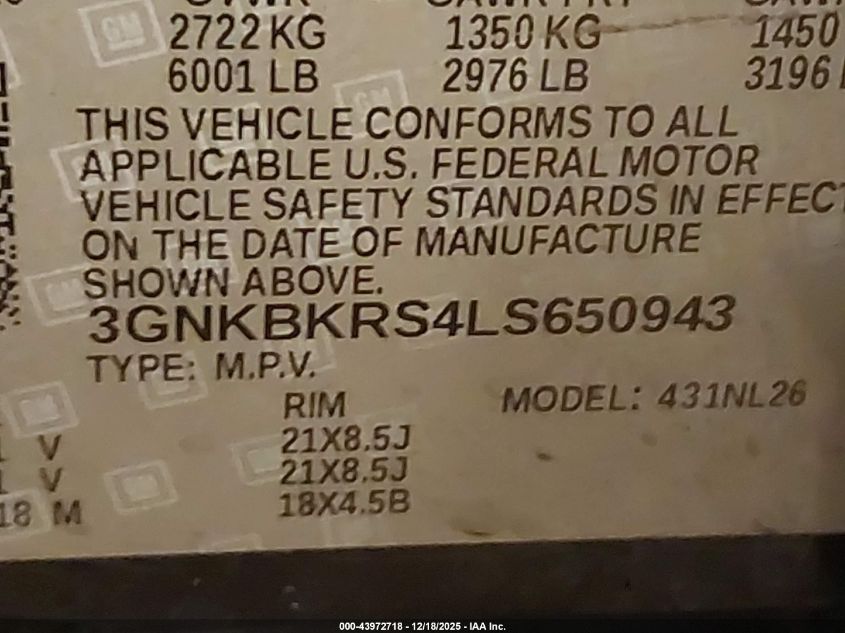 2722 KG 1350 KG 1450
6001 LB 2976 LB 3196
THIS VEHICLE CONFORMS TO ALL
APPLICABLE U.S. FEDERAL MOTOR
VEHICLE SAFETY STANDARDS IN EFFECT
ON THE DATE OF MANUFACTURE
SHOWN ABOVE.
3GNKBKRS4LS650943
TYPE: M.P.V.
RIM MODEL: 431NL26
V 21X8.5J
V 21X8.5J
18 M 18X4.5B
000-43972718 - 12/18/2025 - IAA Inc.